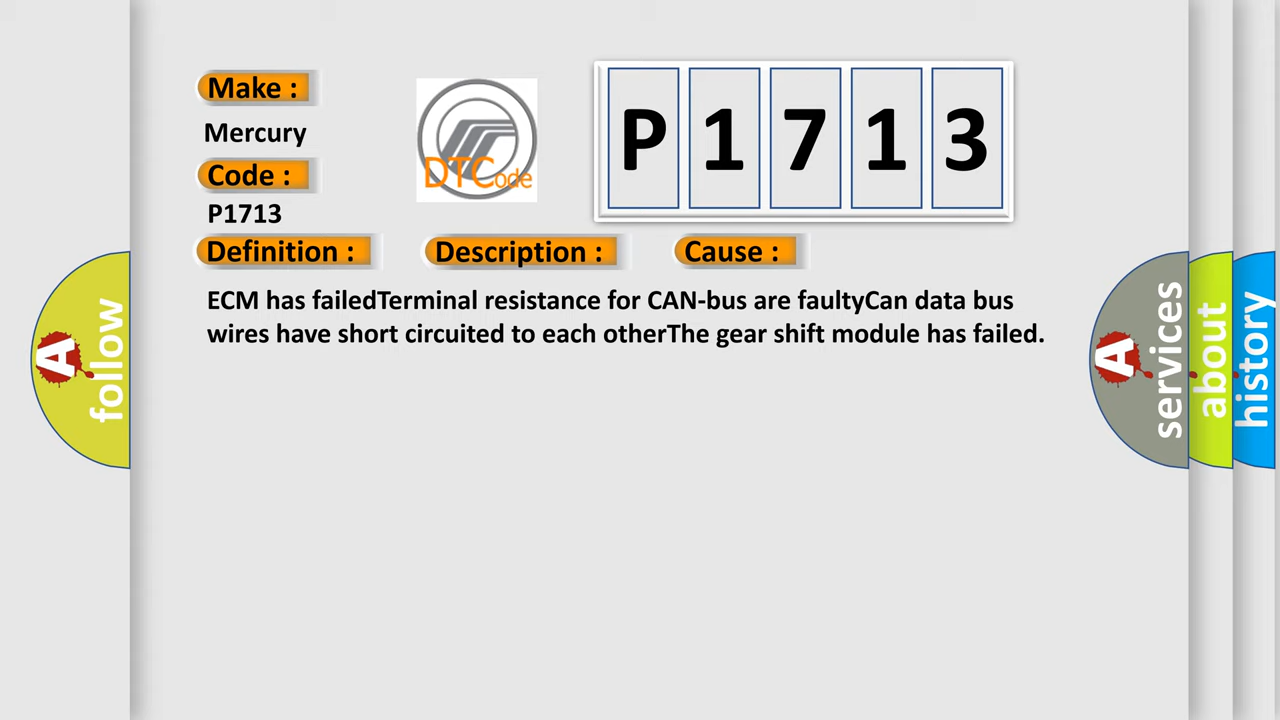 Make :
Mercury
Code :
P1713
DTCode
P 1 7 1 3
Definition :
Description :
Cause :
ECM has failedTerminal resistance for CAN-bus are faultyCan data bus
wires have short circuited to each otherThe gear shift module has failed.
A follow
A services
about
history